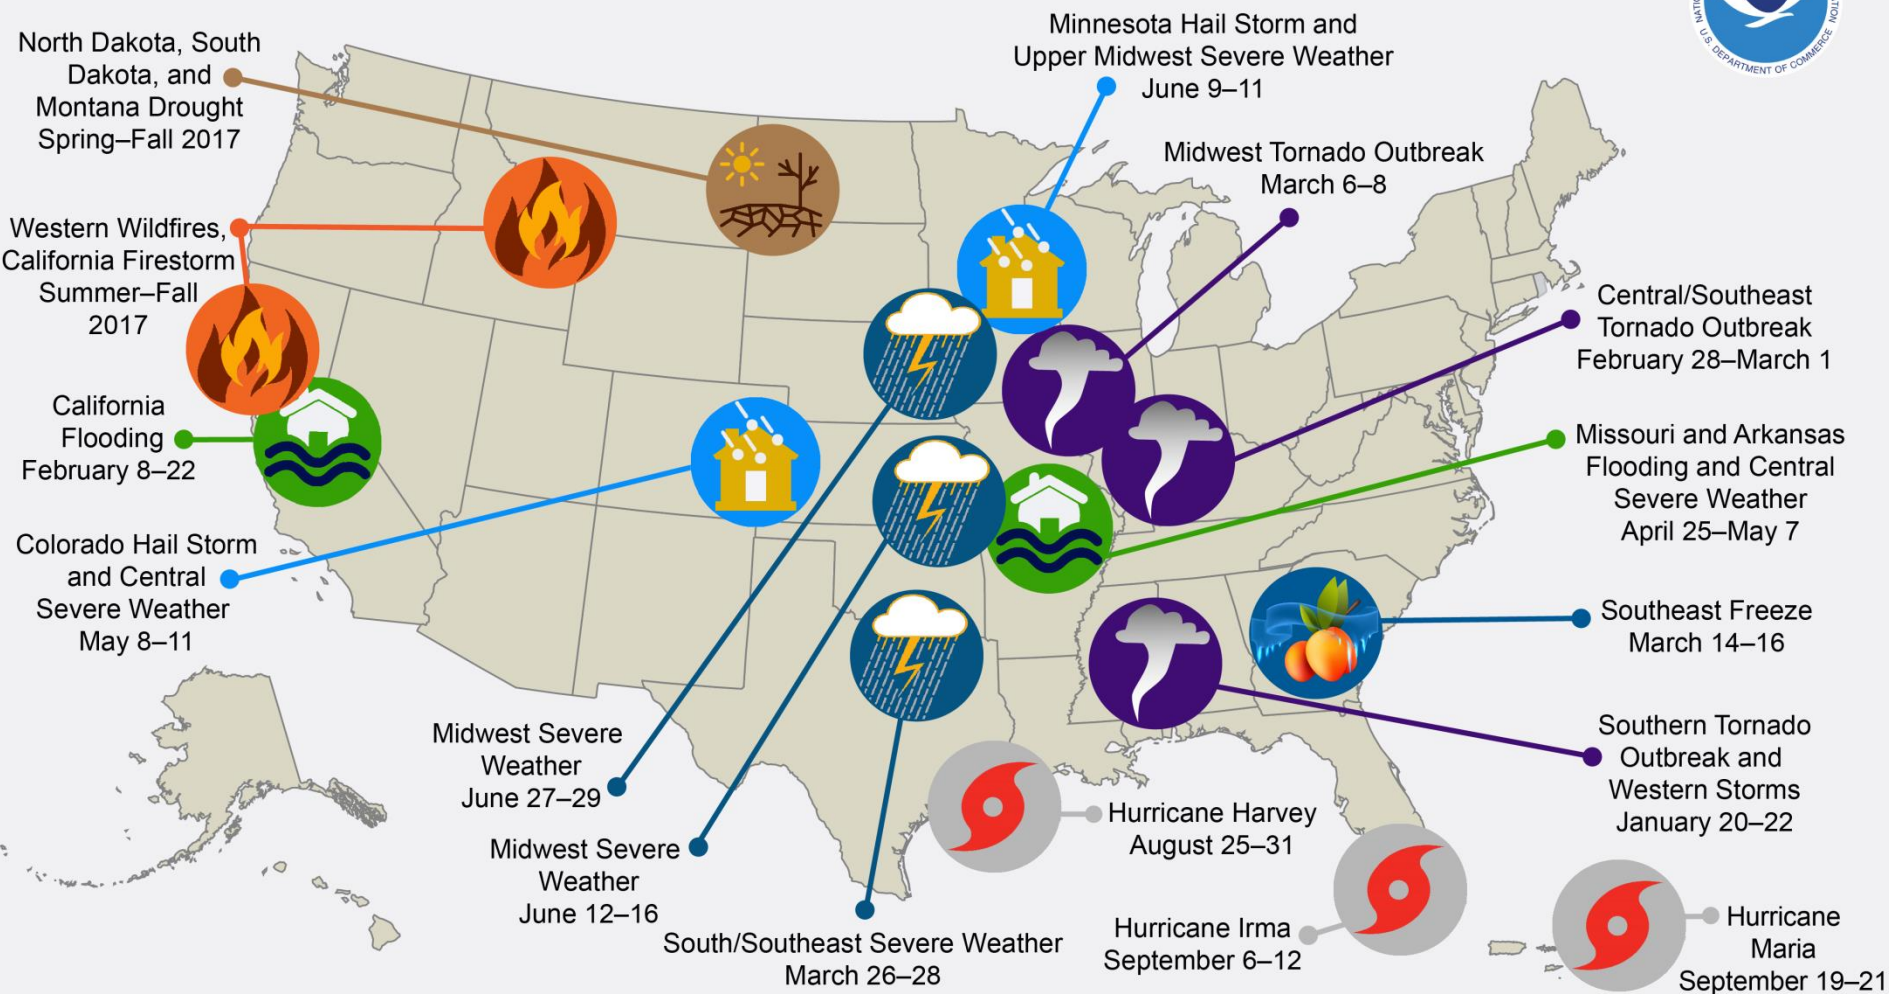 North Dakota, South
Dakota, and
Montana Drought
Spring–Fall 2017
Minnesota Hail Storm and
Upper Midwest Severe Weather
June 9–11
U.S. DEPARTMENT OF COMMERCE
Midwest Tornado Outbreak
March 6–8
Western Wildfires,
California Firestorm
Summer–Fall
2017
Central/Southeast
Tornado Outbreak
February 28–March 1
California
Flooding
February 8–22
Missouri and Arkansas
Flooding and Central
Severe Weather
April 25–May 7
Colorado Hail Storm
and Central
Severe Weather
May 8–11
Southeast Freeze
March 14–16
Midwest Severe
Weather
June 27–29
Southern Tornado
Outbreak and
Western Storms
January 20–22
Midwest Severe
Weather
June 12–16
Hurricane Harvey
August 25–31
South/Southeast Severe Weather
March 26–28
Hurricane Irma
September 6–12
Hurricane
Maria
September 19–21